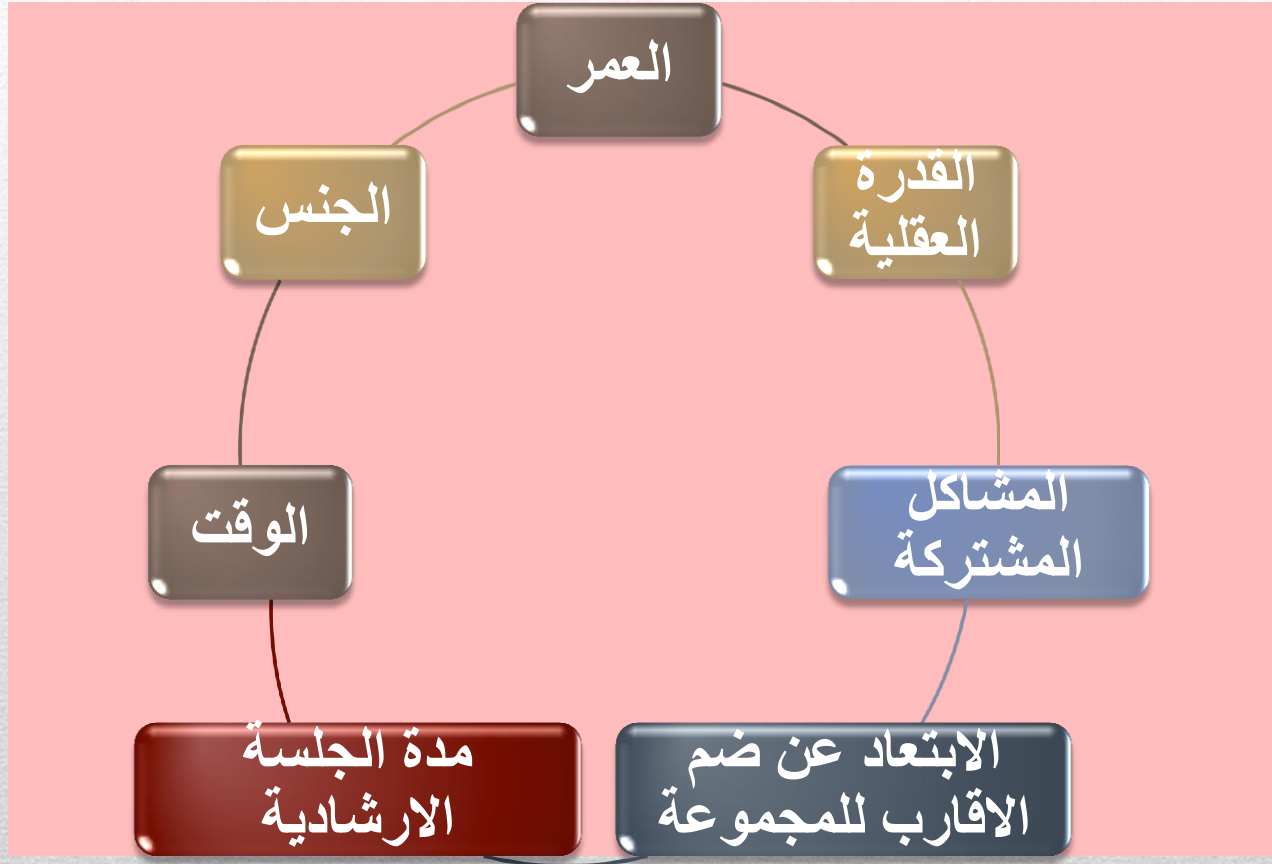 العمر
القدرة
العقلية
المشاكل
المشتركة
الابتعاد عن ضم
الاقارب للمجموعة
مدة الجلسة
الارشادية
الوقت
الجنس